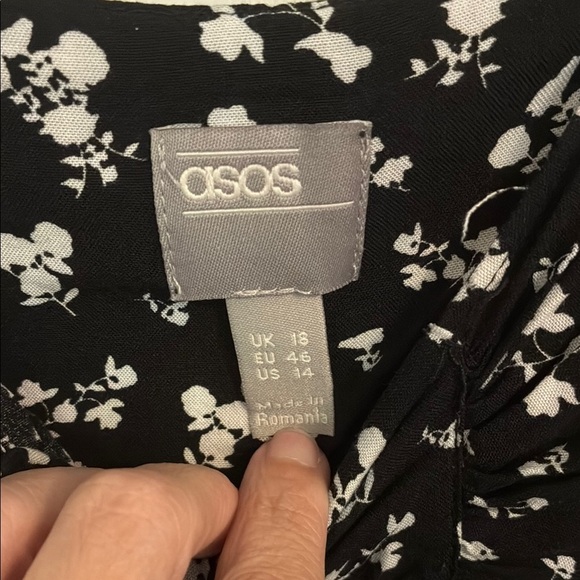 asos
UK 18
EU 46
US 14
Made in
Romania